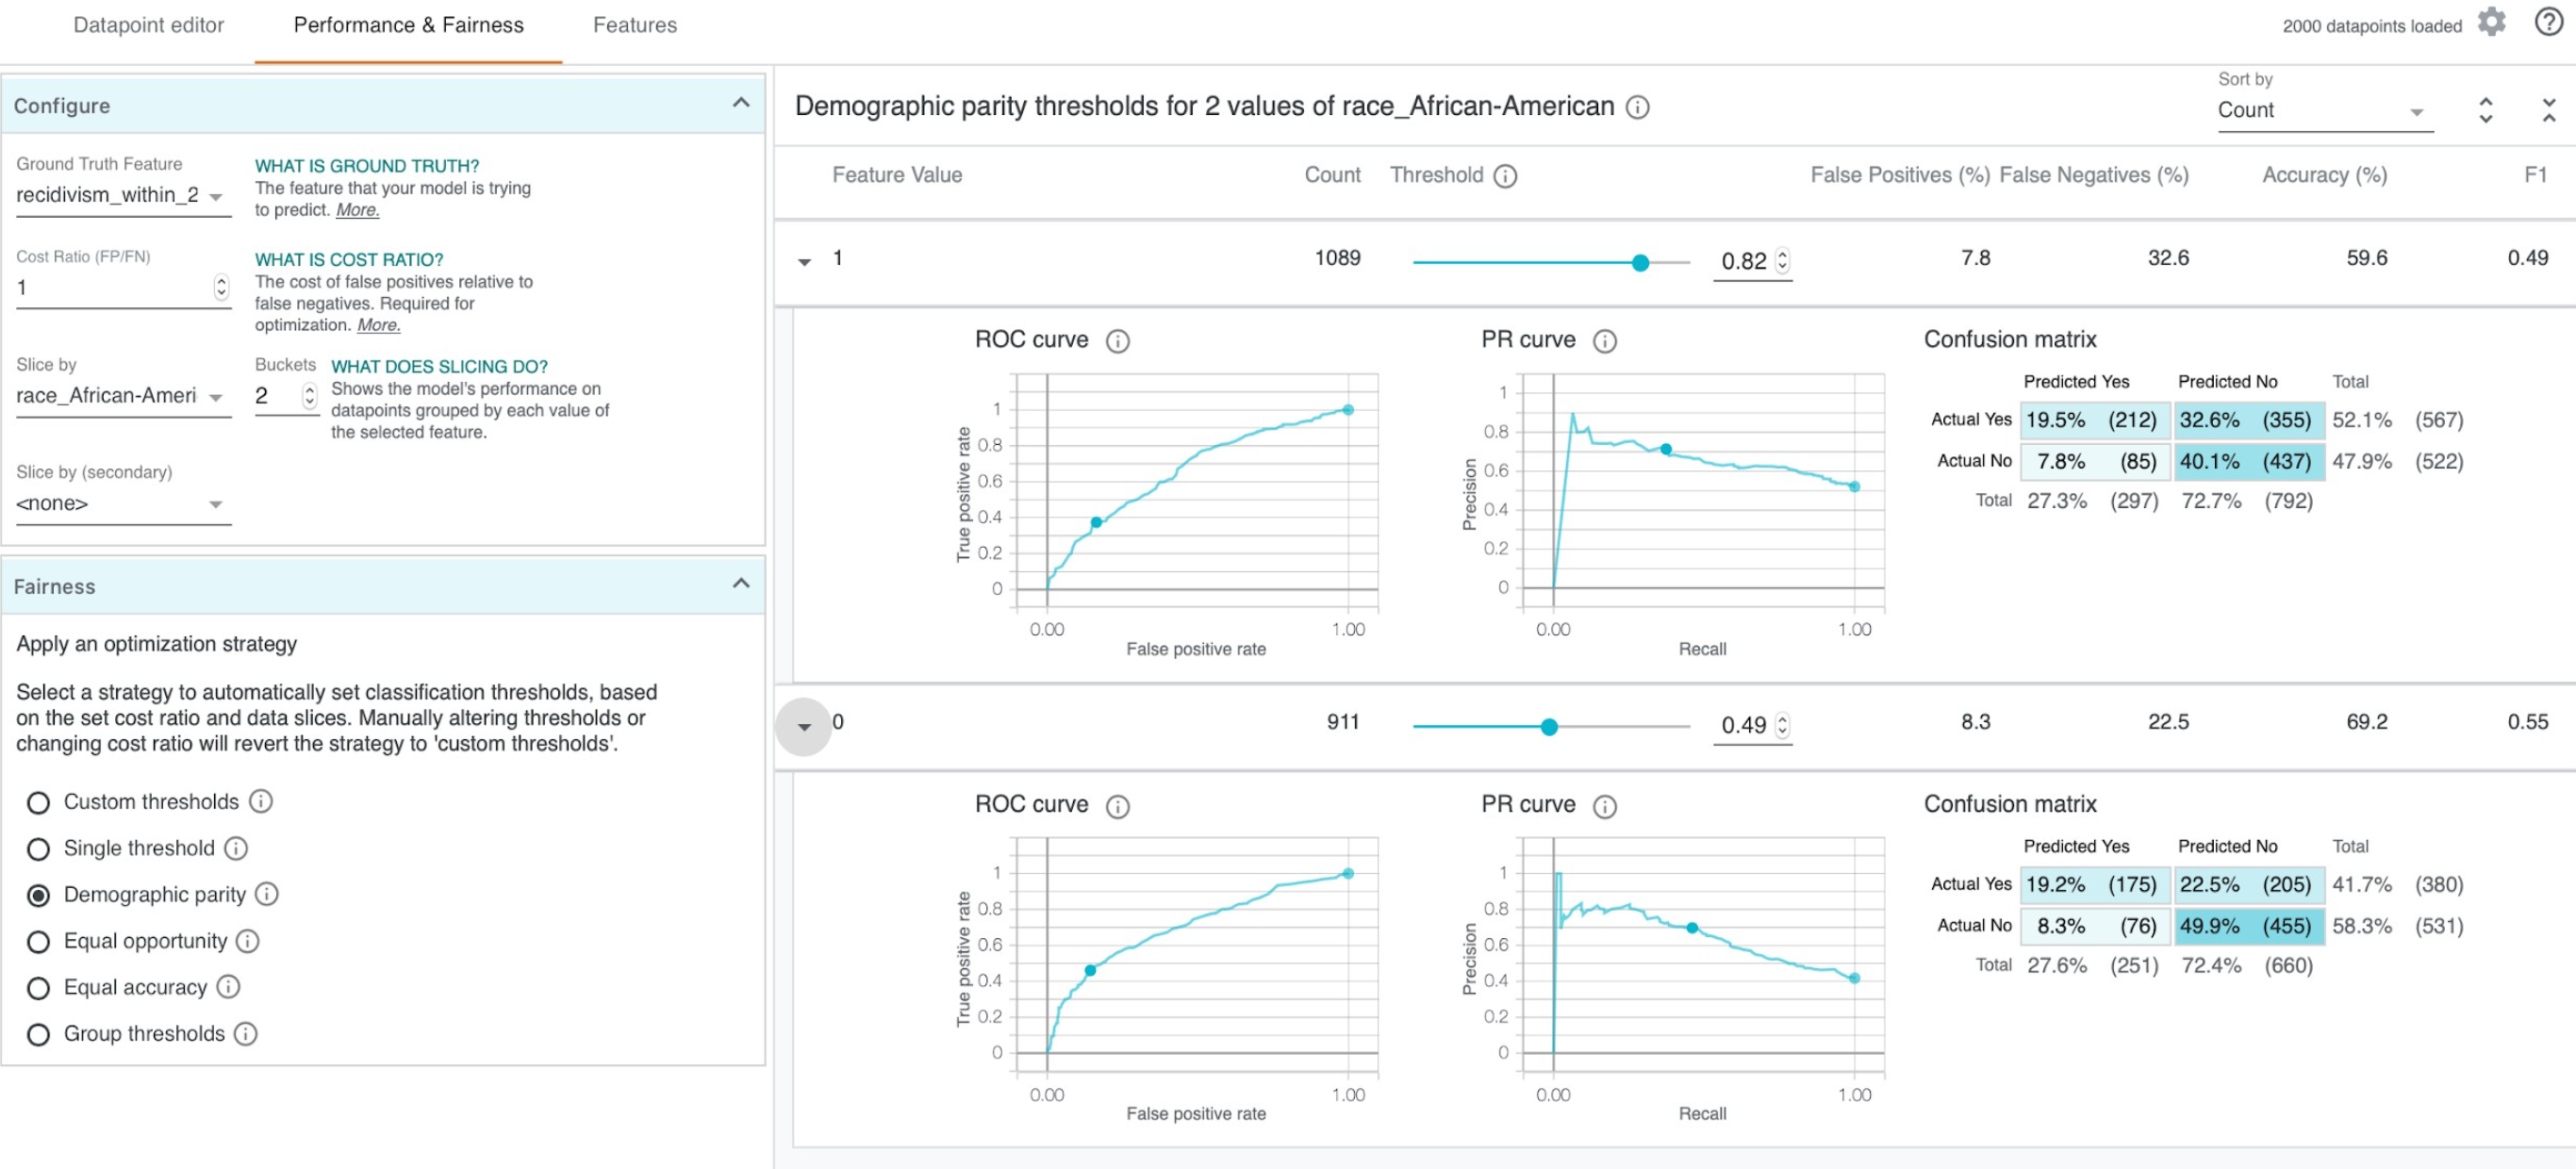 Datapoint editor
Performance & Fairness
Features
2000 datapoints loaded
Configure
Ground Truth Feature
recidivism_within_2
WHAT IS GROUND TRUTH?
The feature that your model is trying
to predict. More.
Cost Ratio (FP/FN)
1
WHAT IS COST RATIO?
The cost of false positives relative to
false negatives. Required for
optimization. More.
Slice by
race_African-Ameri
Buckets
2
WHAT DOES SLICING DO?
Shows the model's performance on
datapoints grouped by each value of
the selected feature.
Slice by (secondary)
<none>
Fairness
Apply an optimization strategy
Select a strategy to automatically set classification thresholds, based
on the set cost ratio and data slices. Manually altering thresholds or
changing cost ratio will revert the strategy to 'custom thresholds'.
Custom thresholds
Single threshold
Demographic parity
Equal opportunity
Equal accuracy
Group thresholds
Demographic parity thresholds for 2 values of race_African-American
Sort by
Count
Feature Value Count Threshold False Positives (%) False Negatives (%) Accuracy (%) F1
1 1089 0.82 7.8 32.6 59.6 0.49
ROC curve
1
0.8
0.6
0.4
0.2
0
True positive rate
0.00 1.00
False positive rate
PR curve
1
0.8
0.6
0.4
0.2
0
Precision
0.00 1.00
Recall
Confusion matrix
Predicted Yes Predicted No Total
Actual Yes 19.5% (212) 32.6% (355) 52.1% (567)
Actual No 7.8% (85) 40.1% (437) 47.9% (522)
Total 27.3% (297) 72.7% (792)
0 911 0.49 8.3 22.5 69.2 0.55
ROC curve
1
0.8
0.6
0.4
0.2
0
True positive rate
0.00 1.00
False positive rate
PR curve
1
0.8
0.6
0.4
0.2
0
Precision
0.00 1.00
Recall
Confusion matrix
Predicted Yes Predicted No Total
Actual Yes 19.2% (175) 22.5% (205) 41.7% (380)
Actual No 8.3% (76) 49.9% (455) 58.3% (531)
Total 27.6% (251) 72.4% (660)